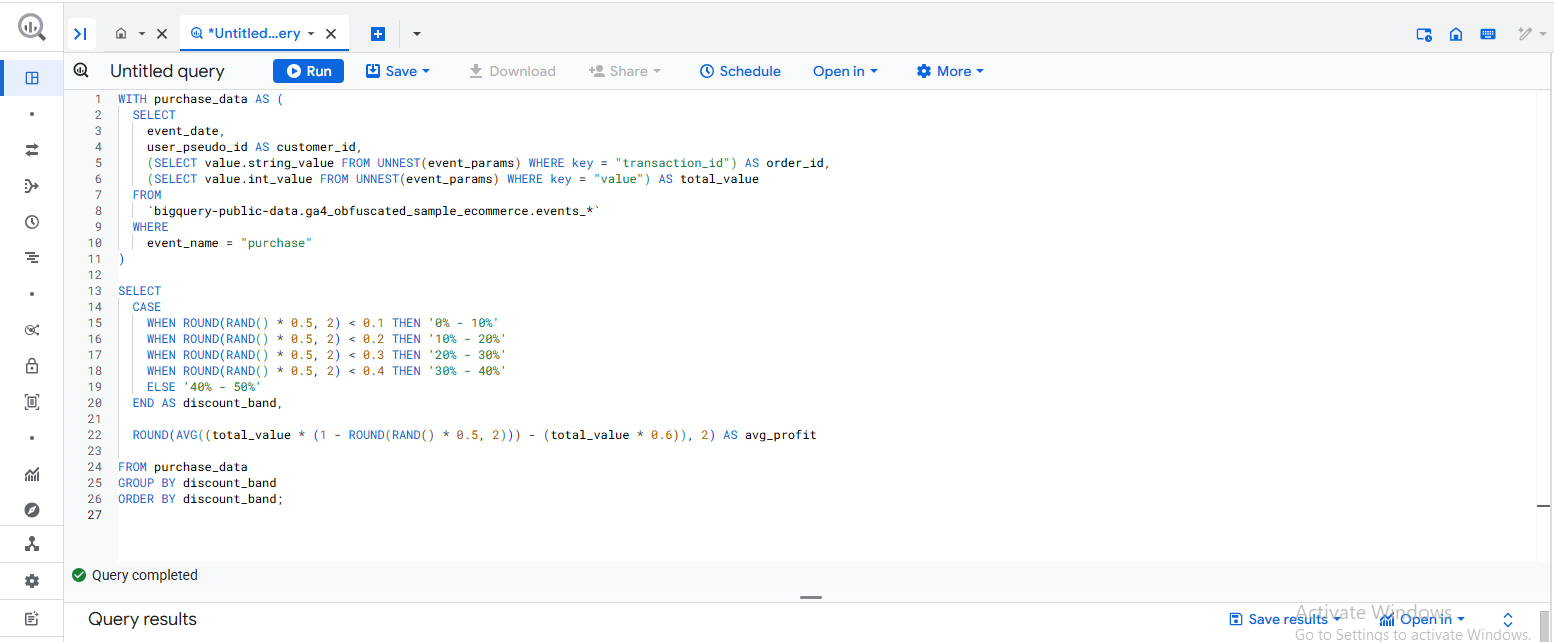 *Untitled...ery
Untitled query Run Save Download Share Schedule Open in More
1 WITH purchase_data AS (
2 SELECT
3 event_date,
4 user_pseudo_id AS customer_id,
5 (SELECT value.string_value FROM UNNEST(event_params) WHERE key = "transaction_id") AS order_id,
6 (SELECT value.int_value FROM UNNEST(event_params) WHERE key = "value") AS total_value
7 FROM
8 `bigquery-public-data.ga4_obfuscated_sample_ecommerce.events_*`
9 WHERE
10 event_name = "purchase"
11 )
12
13 SELECT
14 CASE
15 WHEN ROUND(RAND() * 0.5, 2) < 0.1 THEN '0% - 10%'
16 WHEN ROUND(RAND() * 0.5, 2) < 0.2 THEN '10% - 20%'
17 WHEN ROUND(RAND() * 0.5, 2) < 0.3 THEN '20% - 30%'
18 WHEN ROUND(RAND() * 0.5, 2) < 0.4 THEN '30% - 40%'
19 ELSE '40% - 50%'
20 END AS discount_band,
21
22 ROUND(AVG((total_value * (1 - ROUND(RAND() * 0.5, 2))) - (total_value * 0.6)), 2) AS avg_profit
23
24 FROM purchase_data
25 GROUP BY discount_band
26 ORDER BY discount_band;
27
Query completed
Query results Save results Open in
Activate Windows
Go to Settings to activate Windows.